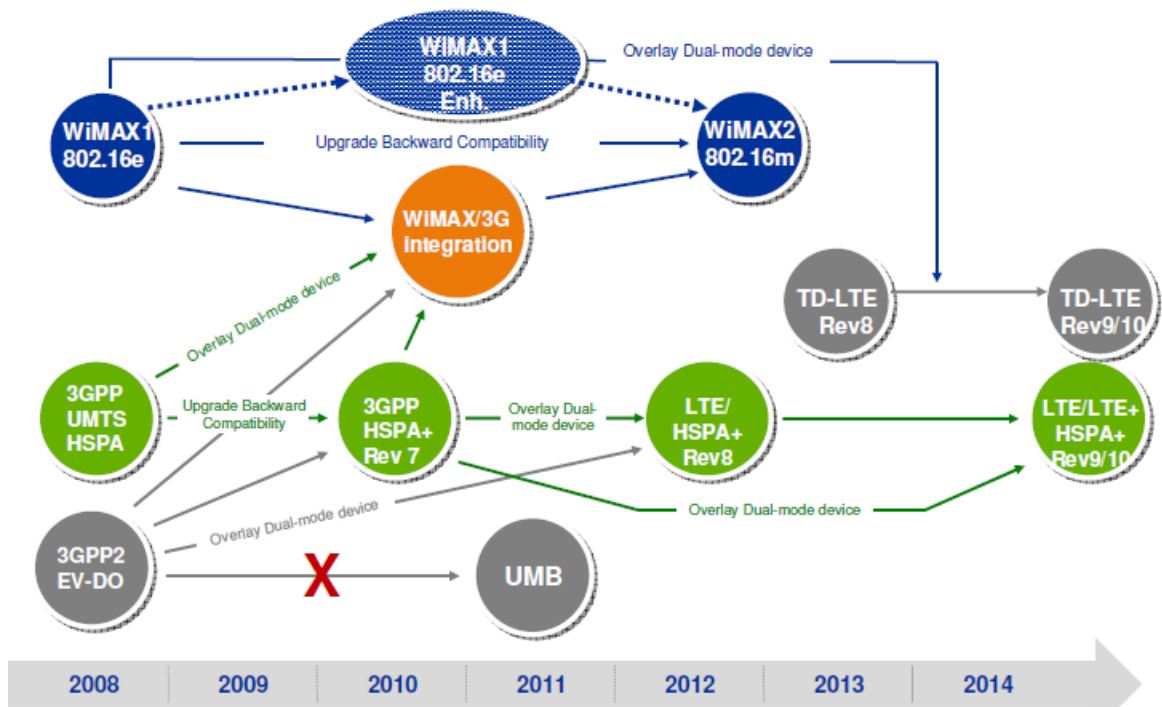 WiMAX1
802.16e
Enh.
Overlay Dual-mode device
WiMAX1
802.16e
Upgrade Backward Compatibility
WiMAX2
802.16m
WiMAX/3G
Integration
Overlay Dual-mode device
TD-LTE
Rev8
TD-LTE
Rev9/10
3GPP
UMTS
HSPA
Upgrade Backward
Compatibility
3GPP
HSPA+
Rev 7
Overlay Dual-
mode device
LTE/
HSPA+
Rev8
LTE/LTE+
HSPA+
Rev9/10
Overlay Dual-mode device
Overlay Dual-mode device
3GPP2
EV-DO
X
UMB
2008
2009
2010
2011
2012
2013
2014